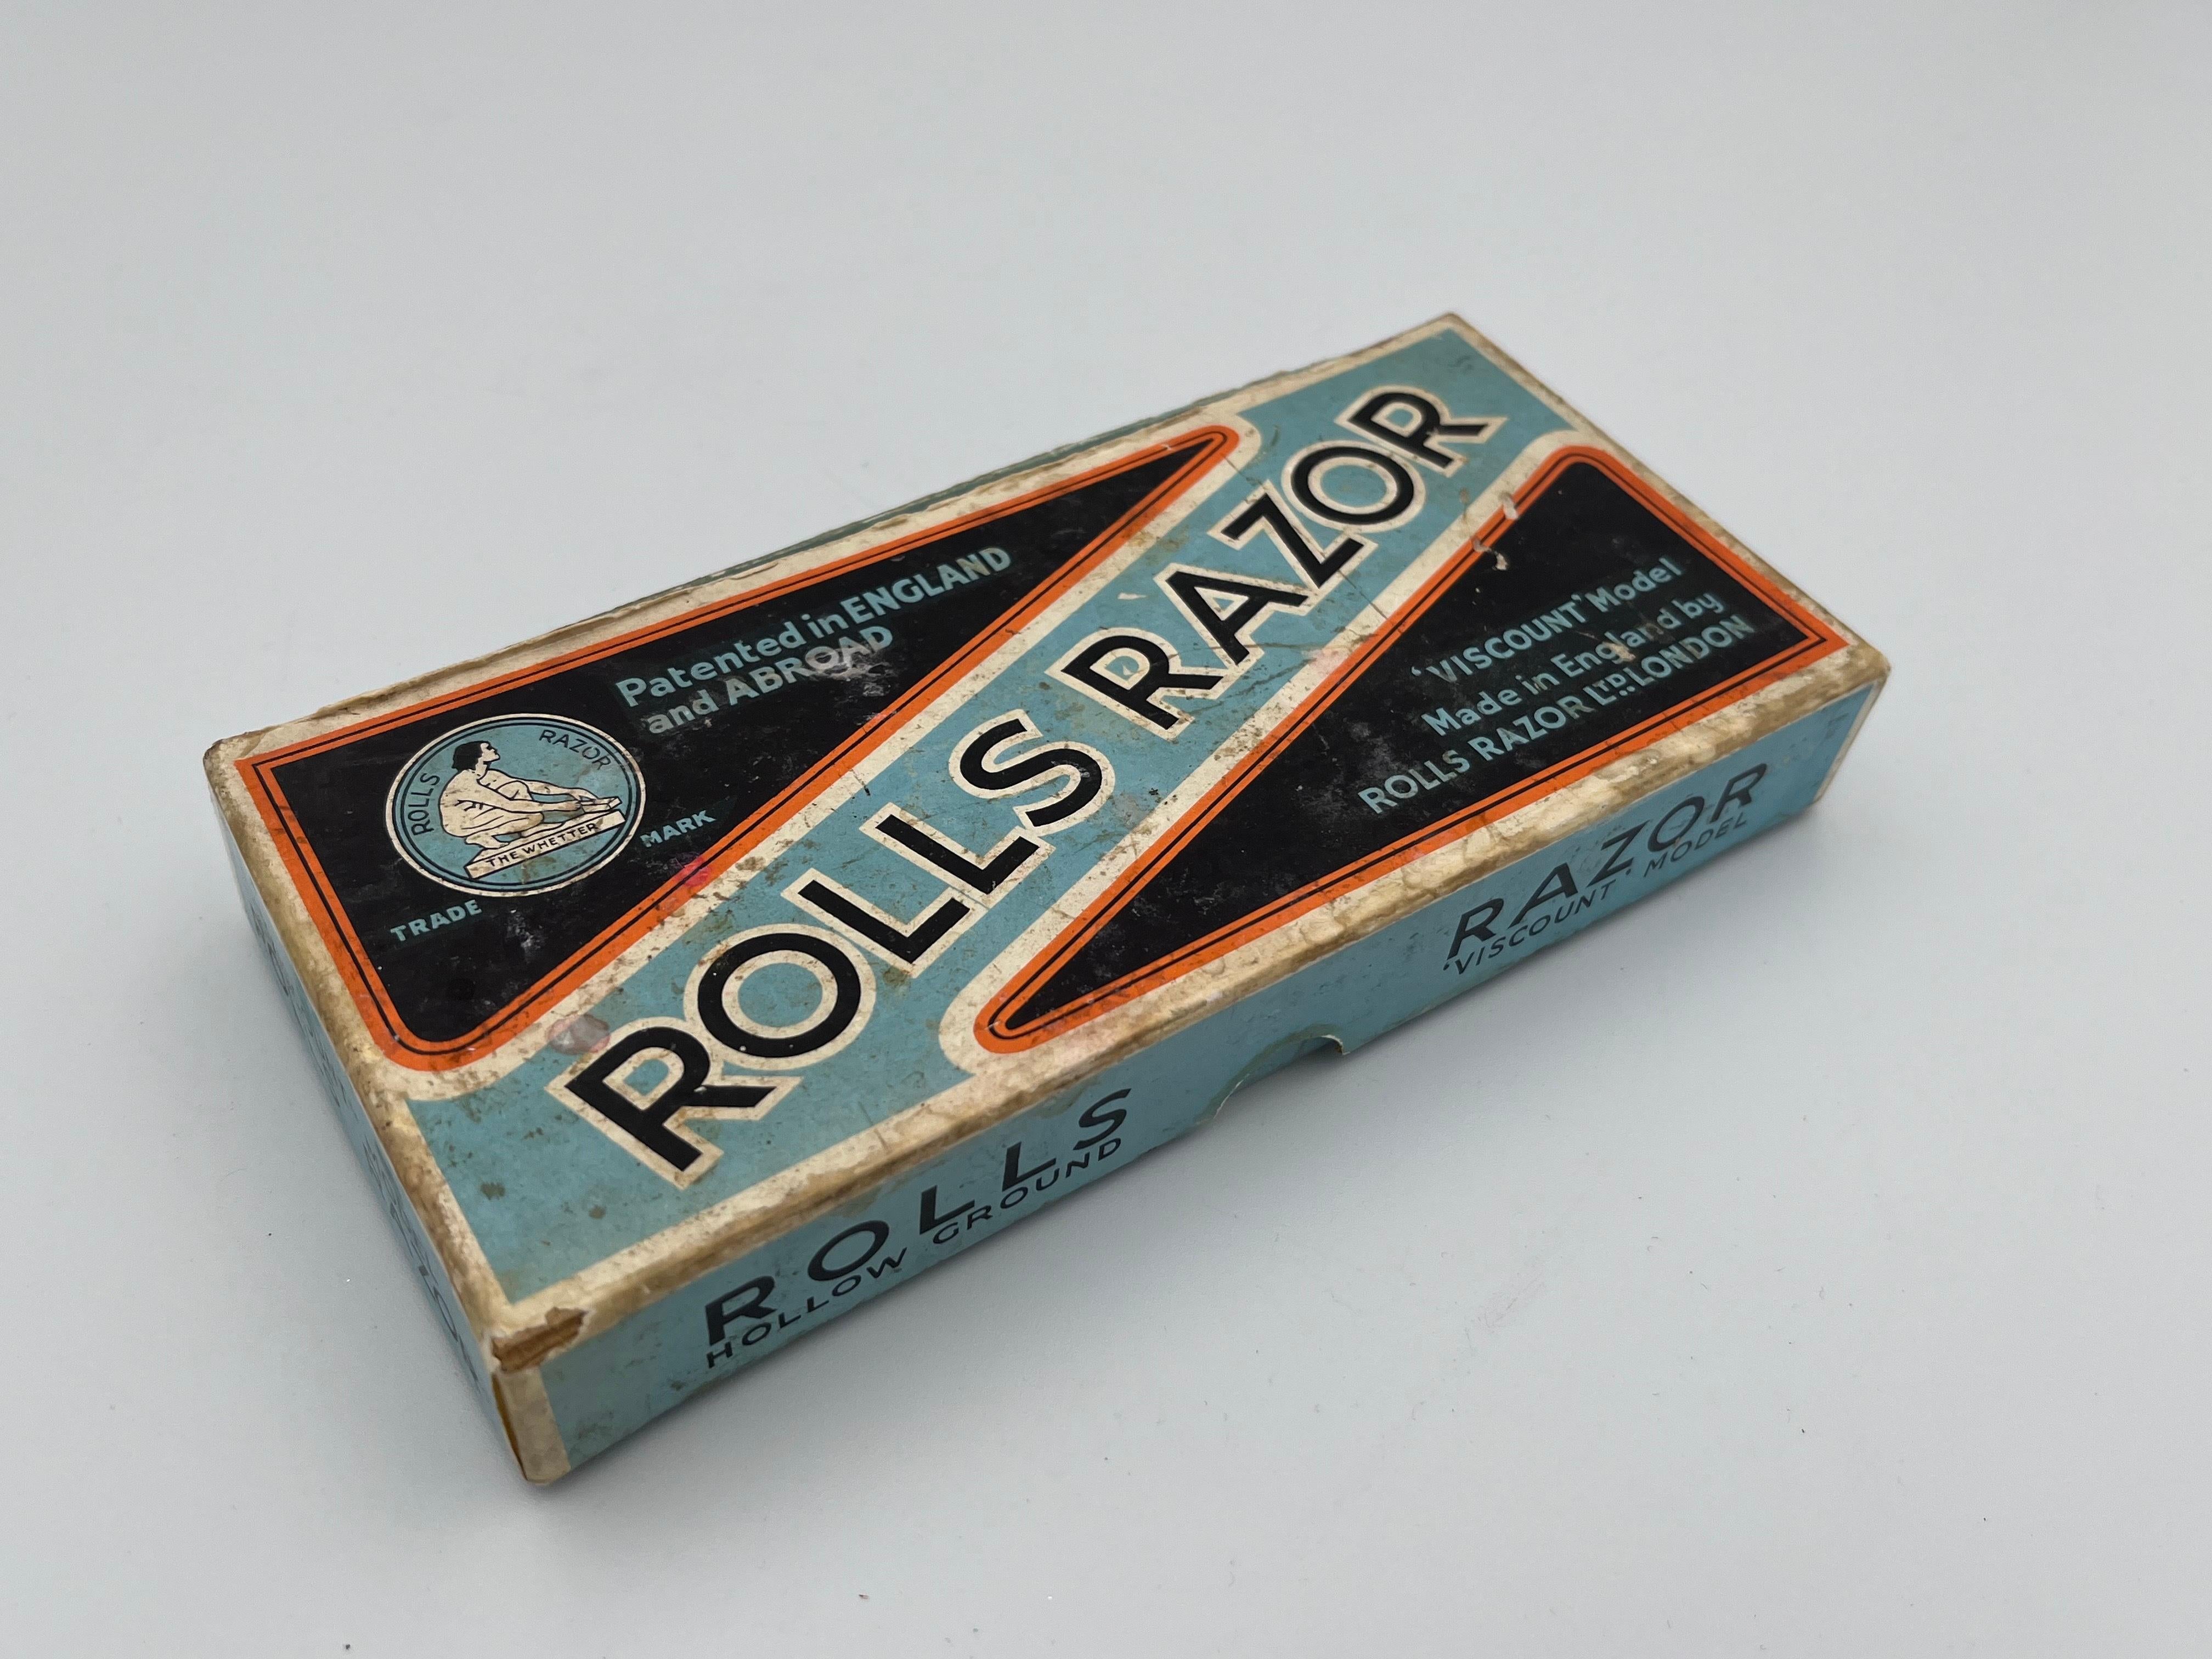 Patented in ENGLAND
and ABROAD
ROLLS RAZOR
THE WHETTER
TRADE MARK
ROLLS RAZOR
'VISCOUNT' Model
Made in England by
ROLLS RAZOR LTD. LONDON
ROLLS RAZOR
HOLLOW GROUND 'VISCOUNT' MODEL